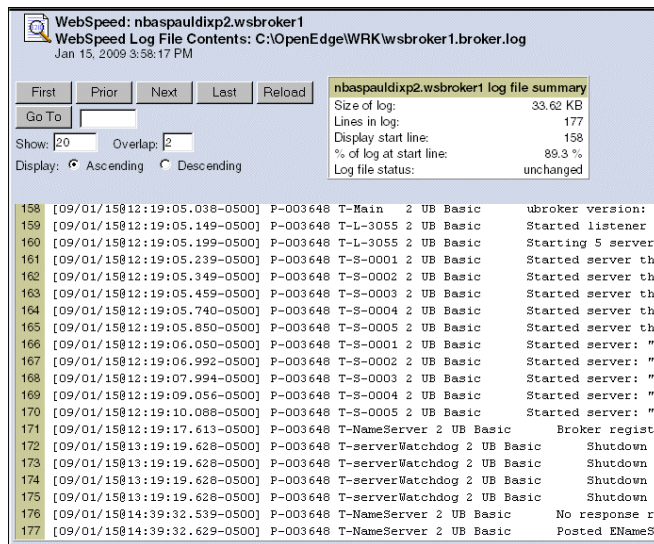 WebSpeed: nbaspauldixp2.wsbroker1
WebSpeed Log File Contents: C:\OpenEdge\WRK\wsbroker1.broker.log
Jan 15, 2009 3:58:17 PM
First Prior Next Last Reload
Go To
Show: 20 Overlap: 2
Display: Ascending Descending
nbaspauldixp2.wsbroker1 log file summary
Size of log: 33.62 KB
Lines in log: 177
Display start line: 158
% of log at start line: 89.3 %
Log file status: unchanged
158 [09/01/15@12:19:05.038-0500] P-003648 T-Main 2 UB Basic ubroker version:
159 [09/01/15@12:19:05.149-0500] P-003648 T-L-3055 2 UB Basic Started listener
160 [09/01/15@12:19:05.199-0500] P-003648 T-L-3055 2 UB Basic Starting 5 server
161 [09/01/15@12:19:05.239-0500] P-003648 T-S-0001 2 UB Basic Started server th
162 [09/01/15@12:19:05.349-0500] P-003648 T-S-0002 2 UB Basic Started server th
163 [09/01/15@12:19:05.459-0500] P-003648 T-S-0003 2 UB Basic Started server th
164 [09/01/15@12:19:05.740-0500] P-003648 T-S-0004 2 UB Basic Started server th
165 [09/01/15@12:19:05.850-0500] P-003648 T-S-0005 2 UB Basic Started server th
166 [09/01/15@12:19:06.050-0500] P-003648 T-S-0001 2 UB Basic Started server: "
167 [09/01/15@12:19:06.992-0500] P-003648 T-S-0002 2 UB Basic Started server: "
168 [09/01/15@12:19:07.994-0500] P-003648 T-S-0003 2 UB Basic Started server: "
169 [09/01/15@12:19:09.056-0500] P-003648 T-S-0004 2 UB Basic Started server: "
170 [09/01/15@12:19:10.088-0500] P-003648 T-S-0005 2 UB Basic Started server: "
171 [09/01/15@12:19:17.613-0500] P-003648 T-NameServer 2 UB Basic Broker regist
172 [09/01/15@13:19:19.628-0500] P-003648 T-serverWatchdog 2 UB Basic Shutdown
173 [09/01/15@13:19:19.628-0500] P-003648 T-serverWatchdog 2 UB Basic Shutdown
174 [09/01/15@13:19:19.628-0500] P-003648 T-serverWatchdog 2 UB Basic Shutdown
175 [09/01/15@13:19:19.628-0500] P-003648 T-serverWatchdog 2 UB Basic Shutdown
176 [09/01/15@14:39:32.539-0500] P-003648 T-NameServer 2 UB Basic No response r
177 [09/01/15@14:39:32.629-0500] P-003648 T-NameServer 2 UB Basic Posted ENameS